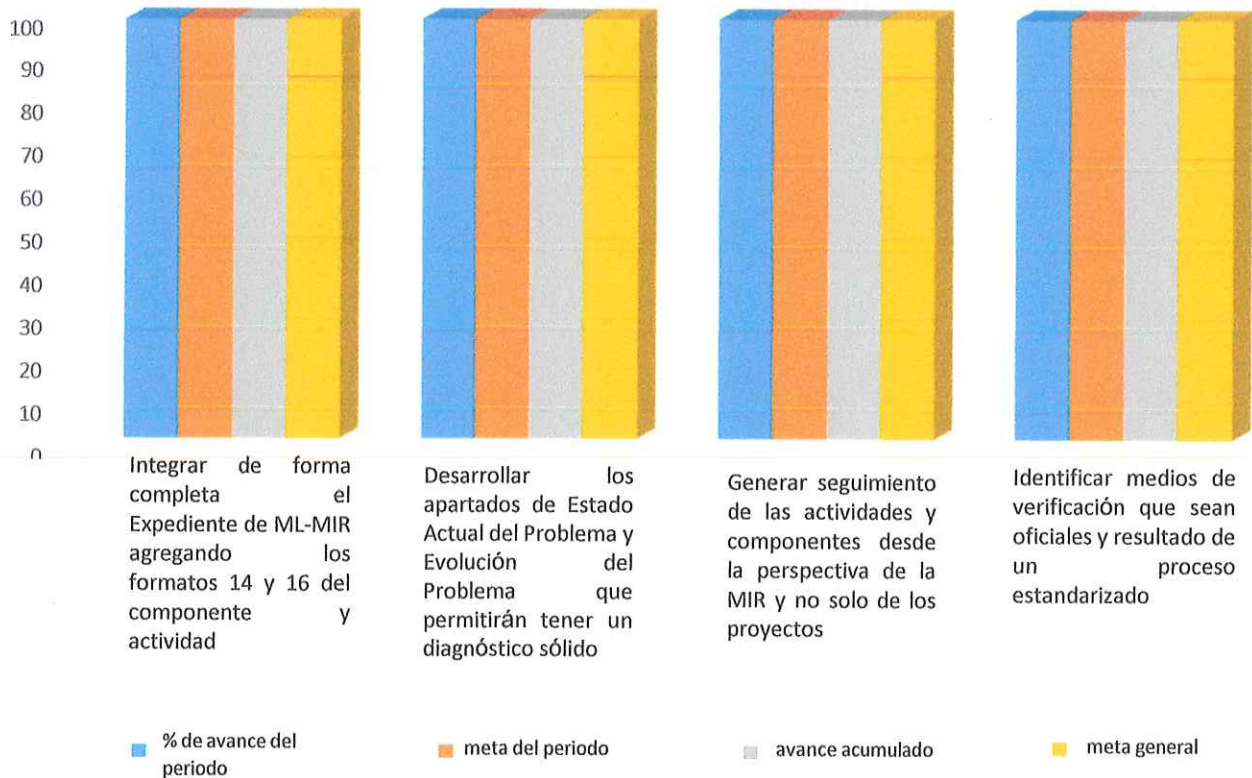 100
90
80
70
60
50
40
30
20
10
0
Integrar de forma
completa el
Expediente de ML-MIR
agregando los
formatos 14 y 16 del
componente y
actividad
Desarrollar los
apartados de Estado
Actual del Problema y
Evolución del
Problema que
permitirán tener un
diagnóstico sólido
Generar seguimiento
de las actividades y
componentes desde
la perspectiva de la
MIR y no solo de los
proyectos
Identificar medios de
verificación que sean
oficiales y resultado de
un proceso
estandarizado
% de avance del
periodo
meta del periodo
avance acumulado
meta general